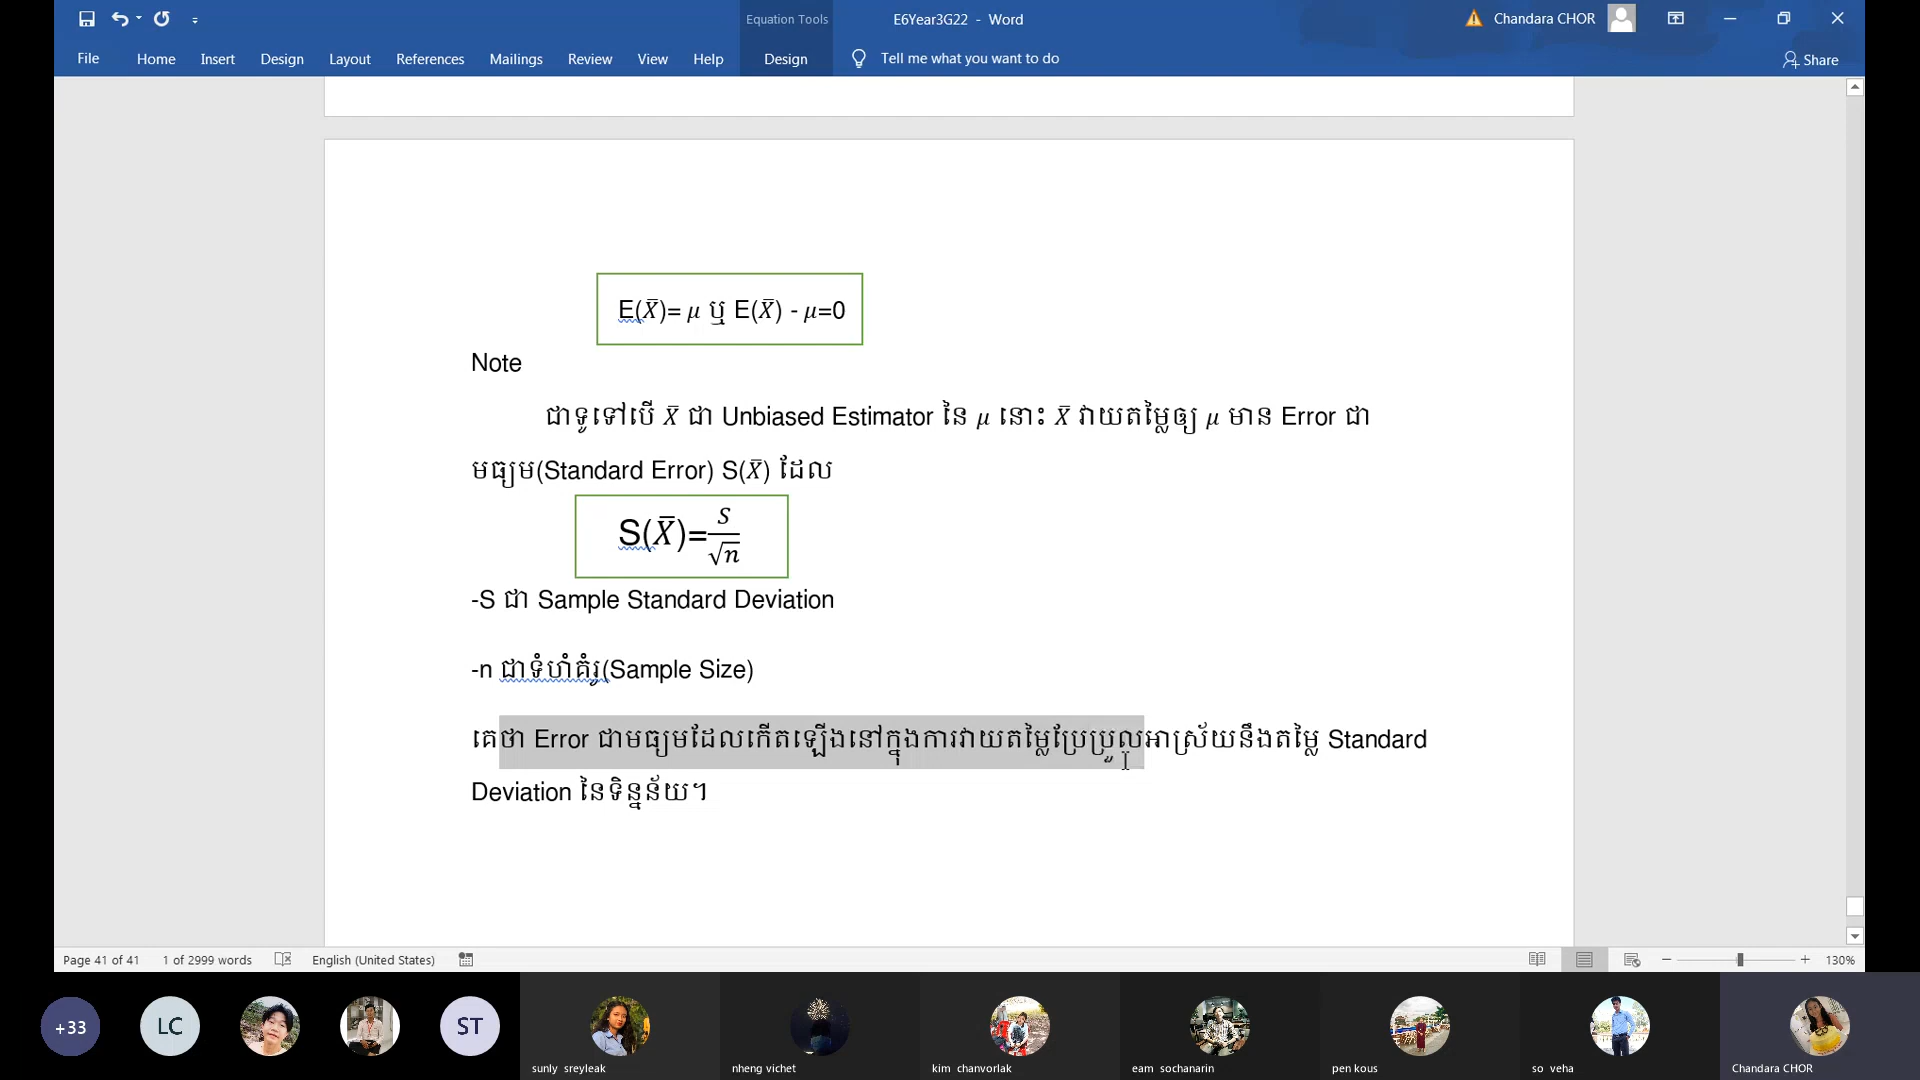 Equation Tools
E6Year3G22 - Word
Chandara CHOR
File Home Insert Design Layout References Mailings Review View Help Design Tell me what you want to do Share
E(X̄)= μ ឬ E(X̄) - μ=0
Note
ជាទូទៅបើ X̄ ជា Unbiased Estimator នៃ μ នោះ X̄ វាយតម្លៃឲ្យ μ មាន Error ជា
មធ្យម(Standard Error) S(X̄) ដែល
S(X̄)=S/√n
-S ជា Sample Standard Deviation
-n ជាទំហំគំរូ(Sample Size)
គេថា Error ជាមធ្យមដែលកើតឡើងនៅក្នុងការវាយតម្លៃប្រែប្រួលអាស្រ័យនឹងតម្លៃ Standard
Deviation នៃទិន្នន័យ។
Page 41 of 41 1 of 2999 words English (United States) 130%
+33 LC ST
sunly sreyleak nheng vichet kim chanvorlak eam sochanarin pen kous so veha Chandara CHOR